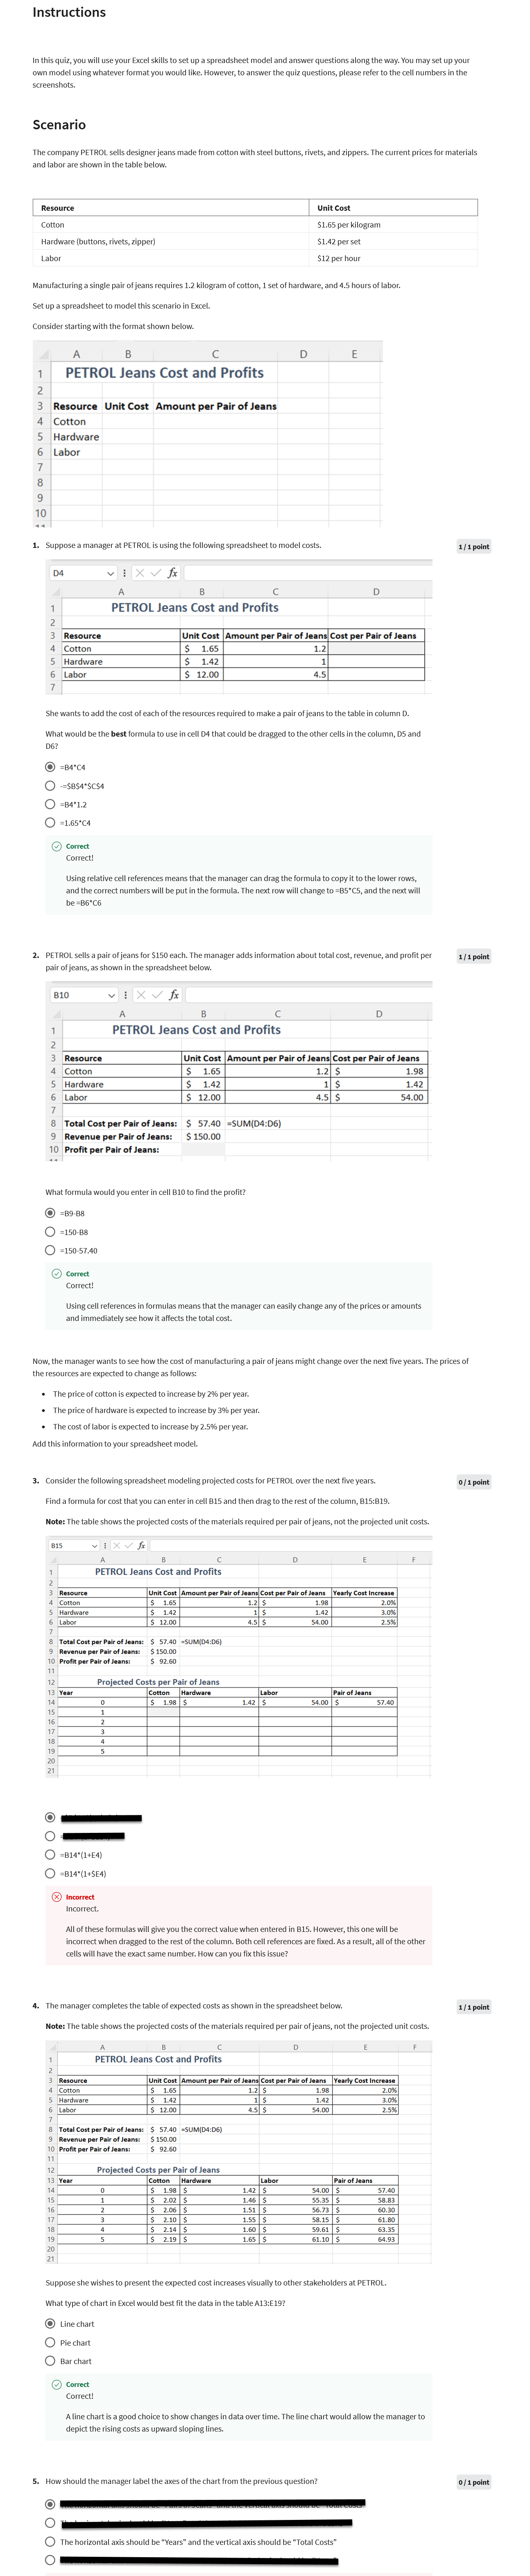 Instructions
In this quiz, you will use your Excel skills to set up a spreadsheet model and answer questions along the way. You may set up your
own model using whatever format you would like. However, to answer the quiz questions, please refer to the cell numbers in the
screenshots.
Scenario
The company PETROL sells designer jeans made from cotton with steel buttons, rivets, and zippers. The current prices for materials
and labor are shown in the table below.
Resource Unit Cost
Cotton $1.65 per kilogram
Hardware (buttons, rivets, zipper) $1.42 per set
Labor $12 per hour
Manufacturing a single pair of jeans requires 1.2 kilogram of cotton, 1 set of hardware, and 4.5 hours of labor.
Set up a spreadsheet to model this scenario in Excel.
Consider starting with the format shown below.
A B C D E
1 PETROL Jeans Cost and Profits
2
3 Resource Unit Cost Amount per Pair of Jeans
4 Cotton
5 Hardware
6 Labor
7
8
9
10
11
1. Suppose a manager at PETROL is using the following spreadsheet to model costs. 1 / 1 point
D4 fx
A B C D
1 PETROL Jeans Cost and Profits
2
3 Resource Unit Cost Amount per Pair of Jeans Cost per Pair of Jeans
4 Cotton $ 1.65 1.2
5 Hardware $ 1.42 1
6 Labor $ 12.00 4.5
7
She wants to add the cost of each of the resources required to make a pair of jeans to the table in column D.
What would be the best formula to use in cell D4 that could be dragged to the other cells in the column, D5 and
D6?
=B4*C4
-=$B$4*$C$4
=B4*1.2
=1.65*C4
Correct
Correct!
Using relative cell references means that the manager can drag the formula to copy it to the lower rows,
and the correct numbers will be put in the formula. The next row will change to =B5*C5, and the next will
be =B6*C6
2. PETROL sells a pair of jeans for $150 each. The manager adds information about total cost, revenue, and profit per 1 / 1 point
pair of jeans, as shown in the spreadsheet below.
B10 fx
A B C D
1 PETROL Jeans Cost and Profits
2
3 Resource Unit Cost Amount per Pair of Jeans Cost per Pair of Jeans
4 Cotton $ 1.65 1.2 $ 1.98
5 Hardware $ 1.42 1 $ 1.42
6 Labor $ 12.00 4.5 $ 54.00
7
8 Total Cost per Pair of Jeans: $ 57.40 =SUM(D4:D6)
9 Revenue per Pair of Jeans: $ 150.00
10 Profit per Pair of Jeans:
What formula would you enter in cell B10 to find the profit?
=B9-B8
=150-B8
=150-57.40
Correct
Correct!
Using cell references in formulas means that the manager can easily change any of the prices or amounts
and immediately see how it affects the total cost.
Now, the manager wants to see how the cost of manufacturing a pair of jeans might change over the next five years. The prices of
the resources are expected to change as follows:
• The price of cotton is expected to increase by 2% per year.
• The price of hardware is expected to increase by 3% per year.
• The cost of labor is expected to increase by 2.5% per year.
Add this information to your spreadsheet model.
3. Consider the following spreadsheet modeling projected costs for PETROL over the next five years. 0 / 1 point
Find a formula for cost that you can enter in cell B15 and then drag to the rest of the column, B15:B19.
Note: The table shows the projected costs of the materials required per pair of jeans, not the projected unit costs.
B15 fx
A B C D E F
1 PETROL Jeans Cost and Profits
2
3 Resource Unit Cost Amount per Pair of Jeans Cost per Pair of Jeans Yearly Cost Increase
4 Cotton $ 1.65 1.2 $ 1.98 2.0%
5 Hardware $ 1.42 1 $ 1.42 3.0%
6 Labor $ 12.00 4.5 $ 54.00 2.5%
7
8 Total Cost per Pair of Jeans: $ 57.40 =SUM(D4:D6)
9 Revenue per Pair of Jeans: $ 150.00
10 Profit per Pair of Jeans: $ 92.60
11
12 Projected Costs per Pair of Jeans
13 Year Cotton Hardware Labor Pair of Jeans
14 0 $ 1.98 $ 1.42 $ 54.00 $ 57.40
15 1
16 2
17 3
18 4
19 5
20
21
=B14*(1+E4)
=B14*(1+$E4)
Incorrect
Incorrect.
All of these formulas will give you the correct value when entered in B15. However, this one will be
incorrect when dragged to the rest of the column. Both cell references are fixed. As a result, all of the other
cells will have the exact same number. How can you fix this issue?
4. The manager completes the table of expected costs as shown in the spreadsheet below. 1 / 1 point
Note: The table shows the projected costs of the materials required per pair of jeans, not the projected unit costs.
A B C D E F
1 PETROL Jeans Cost and Profits
2
3 Resource Unit Cost Amount per Pair of Jeans Cost per Pair of Jeans Yearly Cost Increase
4 Cotton $ 1.65 1.2 $ 1.98 2.0%
5 Hardware $ 1.42 1 $ 1.42 3.0%
6 Labor $ 12.00 4.5 $ 54.00 2.5%
7
8 Total Cost per Pair of Jeans: $ 57.40 =SUM(D4:D6)
9 Revenue per Pair of Jeans: $ 150.00
10 Profit per Pair of Jeans: $ 92.60
11
12 Projected Costs per Pair of Jeans
13 Year Cotton Hardware Labor Pair of Jeans
14 0 $ 1.98 $ 1.42 $ 54.00 $ 57.40
15 1 $ 2.02 $ 1.46 $ 55.35 $ 58.83
16 2 $ 2.06 $ 1.51 $ 56.73 $ 60.30
17 3 $ 2.10 $ 1.55 $ 58.15 $ 61.80
18 4 $ 2.14 $ 1.60 $ 59.61 $ 63.35
19 5 $ 2.19 $ 1.65 $ 61.10 $ 64.93
20
21
Suppose she wishes to present the expected cost increases visually to other stakeholders at PETROL.
What type of chart in Excel would best fit the data in the table A13:E19?
Line chart
Pie chart
Bar chart
Correct
Correct!
A line chart is a good choice to show changes in data over time. The line chart would allow the manager to
depict the rising costs as upward sloping lines.
5. How should the manager label the axes of the chart from the previous question? 0 / 1 point
The horizontal axis should be "Years" and the vertical axis should be "Total Costs"